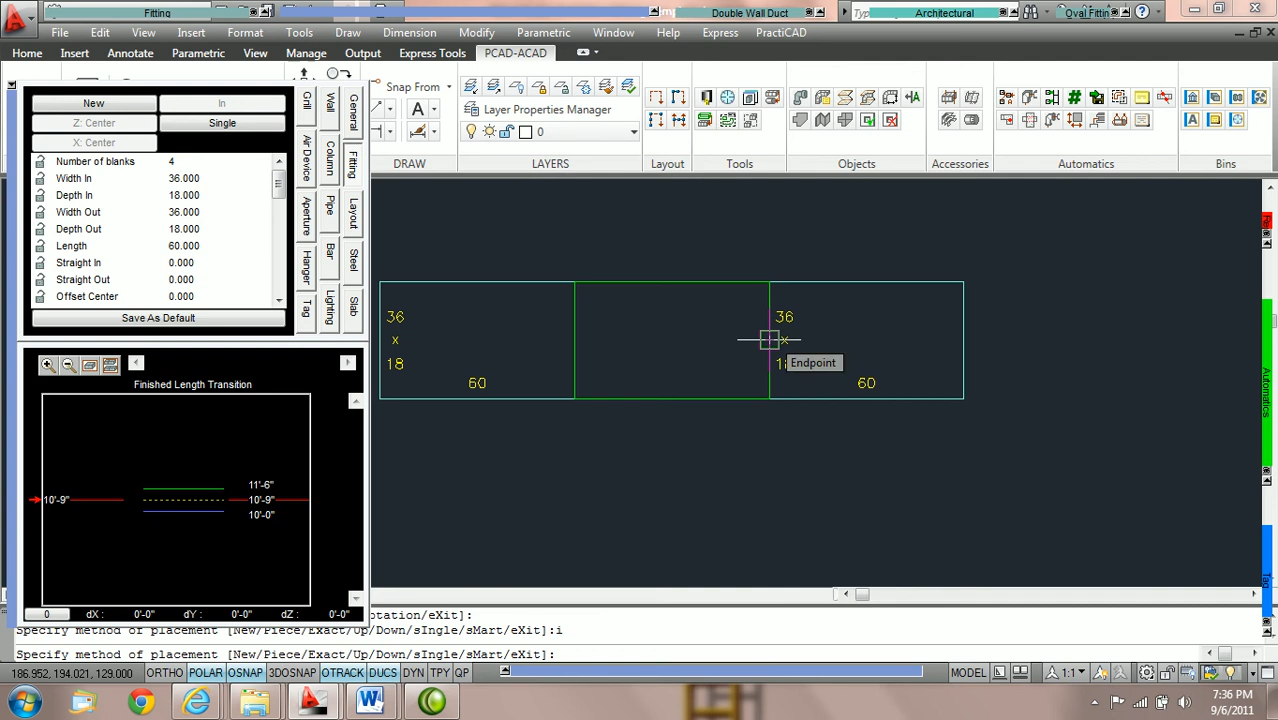 Fitting
Double Wall Duct
Architectural
Oval Fittin
File Edit View Insert Format Tools Draw Dimension Modify Parametric Window Help Express PractiCAD
Home Insert Annotate Parametric View Manage Output Express Tools PCAD-ACAD
Snap From
Layer Properties Manager
0
DRAW LAYERS Layout Tools Objects Accessories Automatics Bins
New In
Z: Center Single
X: Center
Number of blanks 4
Width In 36.000
Depth In 18.000
Width Out 36.000
Depth Out 18.000
Length 60.000
Straight In 0.000
Straight Out 0.000
Offset Center 0.000
Save As Default
Grill
Air Device
Aperture
Hanger
Tag
Wall
Column
Pipe
Bar
Lighting
General
Fitting
Layout
Steel
Slab
Finished Length Transition
11'-6"
10'-9" 10'-9"
10'-0"
0 dX : 0'-0" dY : 0'-0" dZ : 0'-0"
36 36
x x
18
Endpoint
60 60
Automatics
otation/eXit]:
Specify method of placement [New/Piece/Exact/Up/Down/sIngle/sMart/eXit]:i
Specify method of placement [New/Piece/Exact/Up/Down/sIngle/sMart/eXit]:
186.952, 194.021, 129.000 ORTHO POLAR OSNAP 3DOSNAP OTRACK DUCS DYN TPY QP MODEL 1:1
7:36 PM
9/6/2011